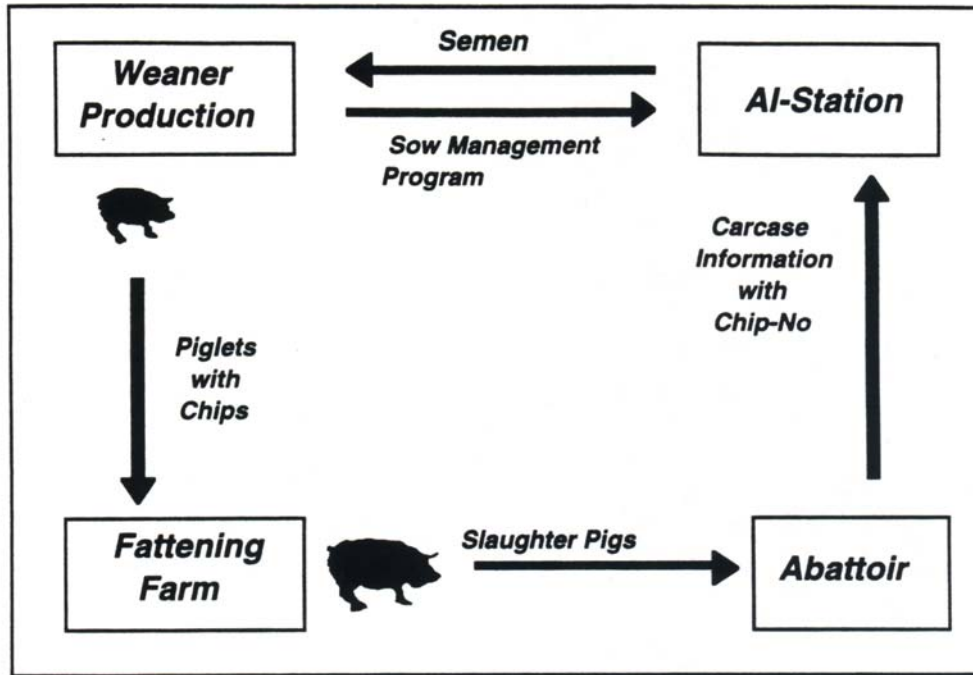 Semen
Weaner
Production
AI-Station
Sow Management
Program
Carcase
Information
with
Chip-No
Piglets
with
Chips
Fattening
Farm
Slaughter Pigs
Abattoir